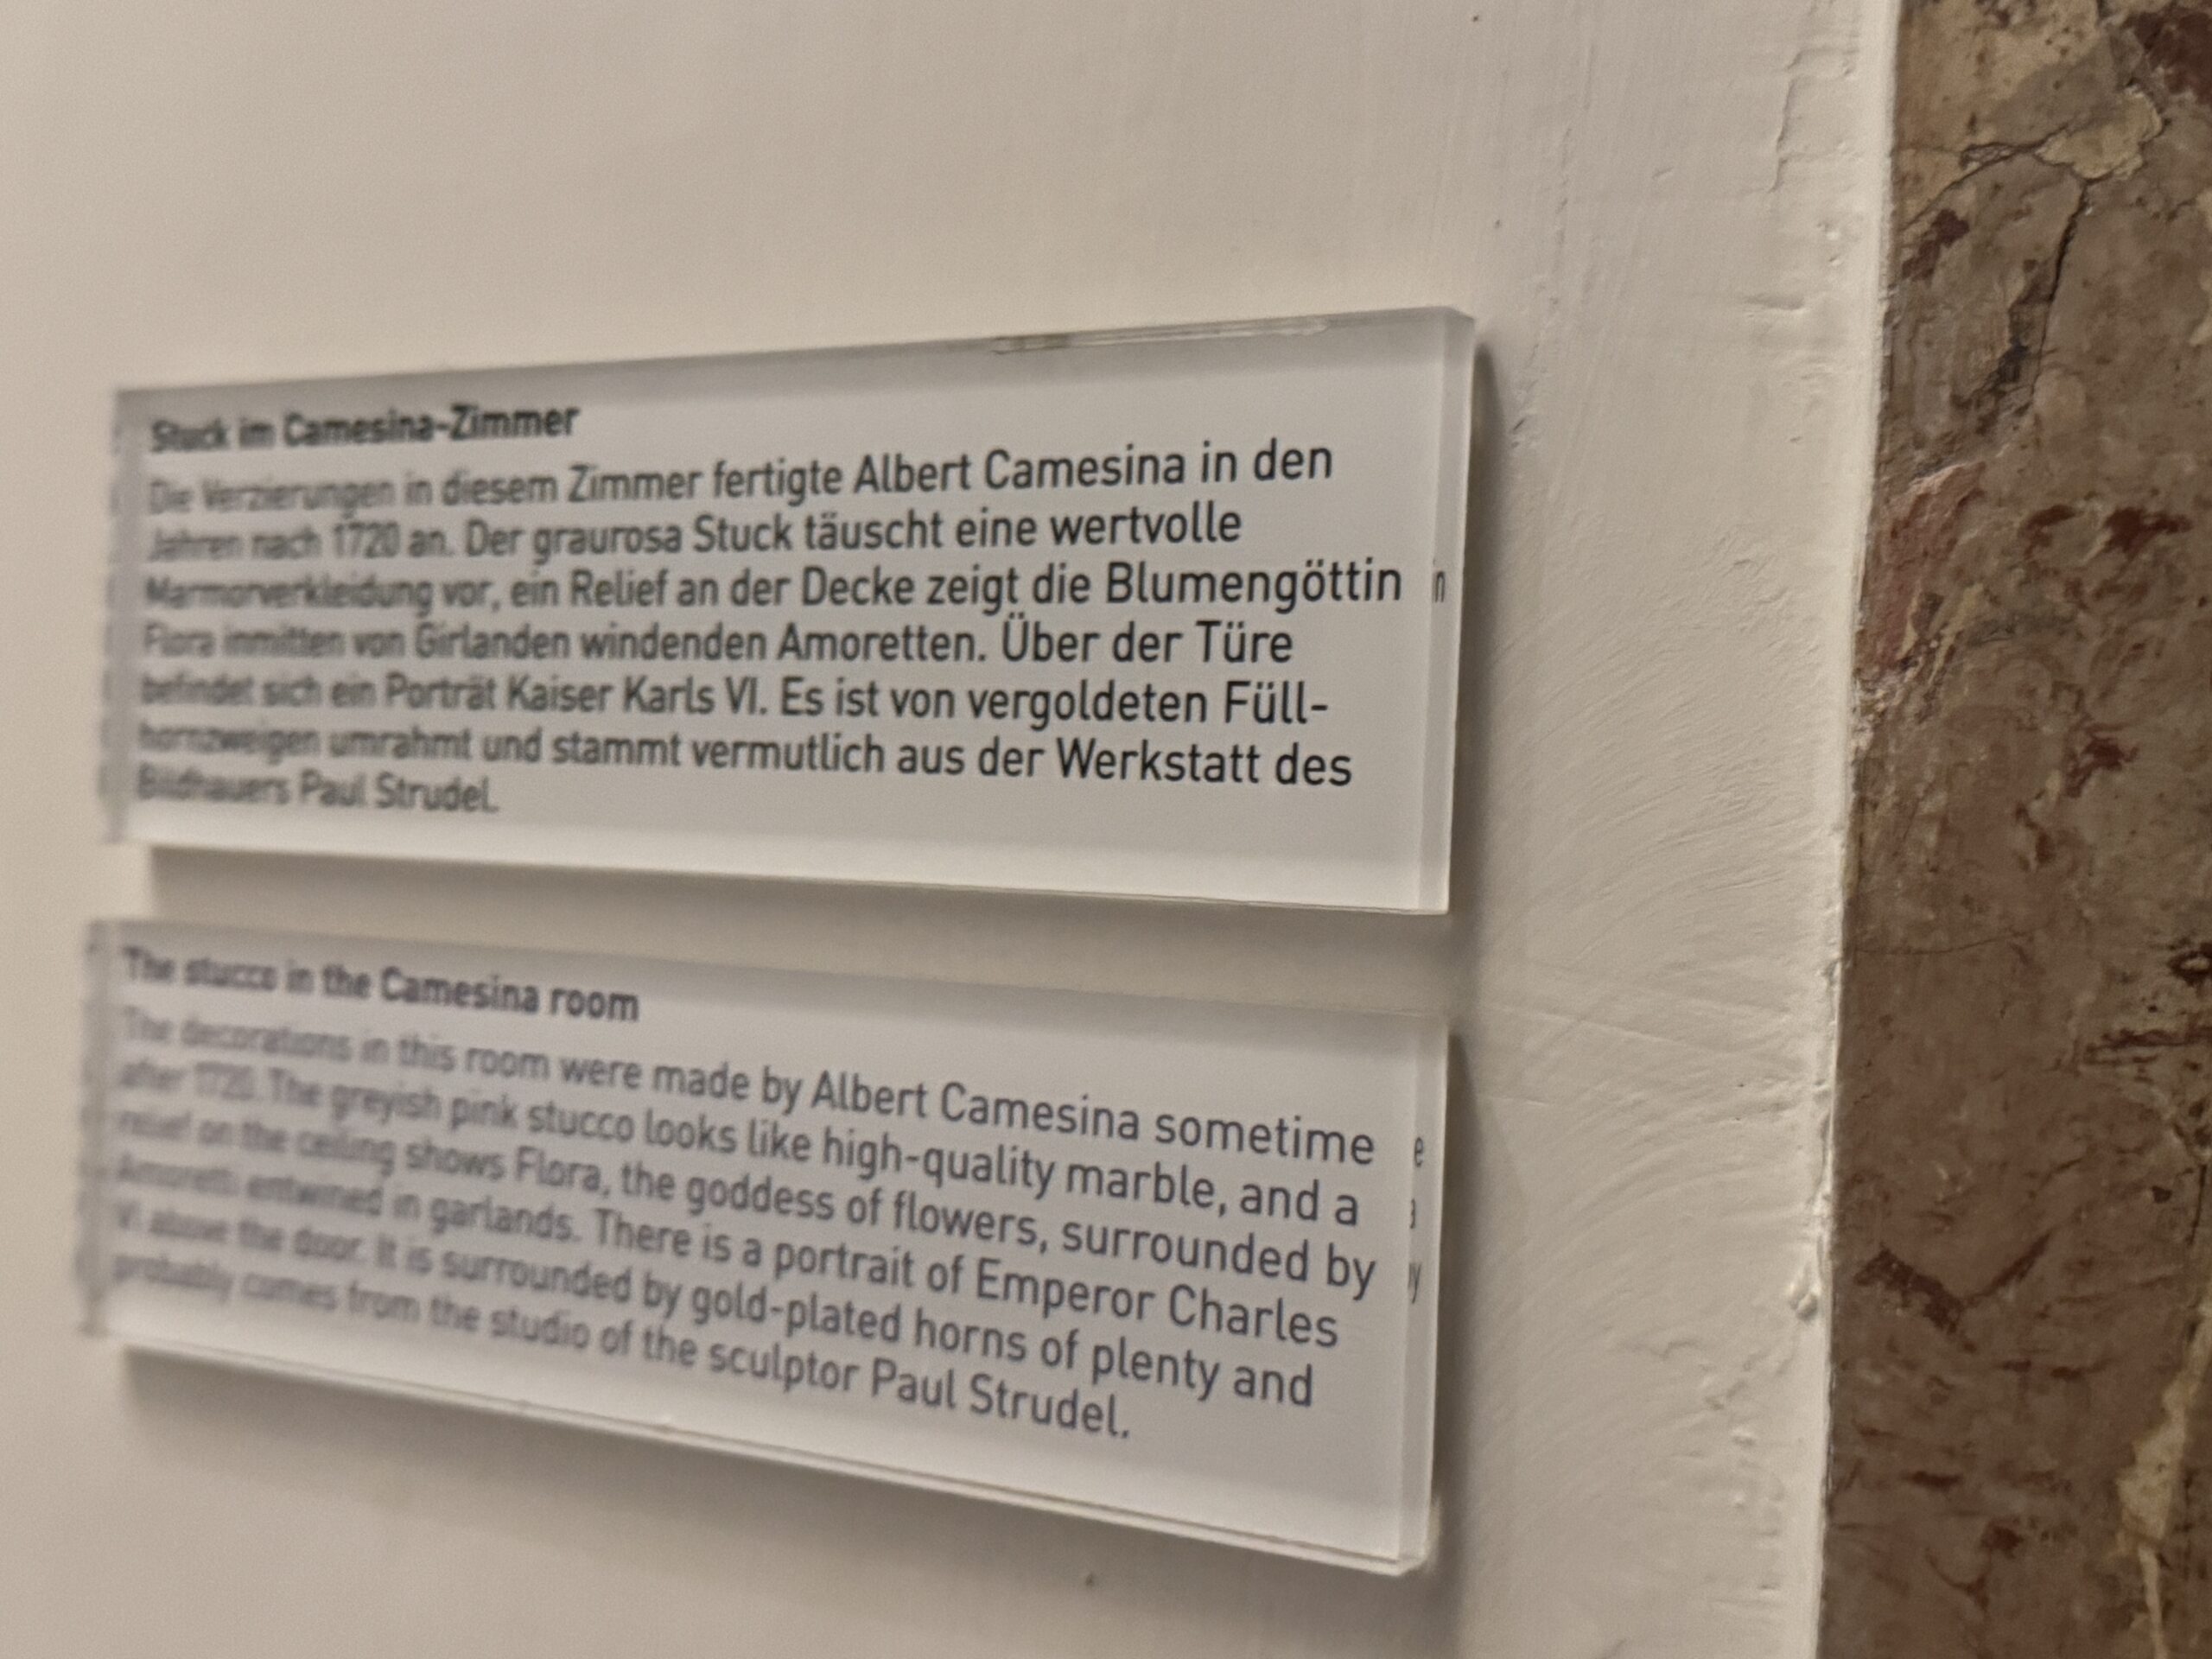 Stuck im Camesina-Zimmer
Die Verzierungen in diesem Zimmer fertigte Albert Camesina in den
Jahren nach 1720 an. Der graurosa Stuck täuscht eine wertvolle
Marmorverkleidung vor, ein Relief an der Decke zeigt die Blumengöttin
Flora inmitten von Girlanden windenden Amoretten. Über der Türe
befindet sich ein Porträt Kaiser Karls VI. Es ist von vergoldeten Füll-
hornzweigen umrahmt und stammt vermutlich aus der Werkstatt des
Bildhauers Paul Strudel.
The stucco in the Camesina room
The decorations in this room were made by Albert Camesina sometime
after 1720. The greyish pink stucco looks like high-quality marble, and a
relief on the ceiling shows Flora, the goddess of flowers, surrounded by
Amoretti entwined in garlands. There is a portrait of Emperor Charles
VI above the door. It is surrounded by gold-plated horns of plenty and
probably comes from the studio of the sculptor Paul Strudel.